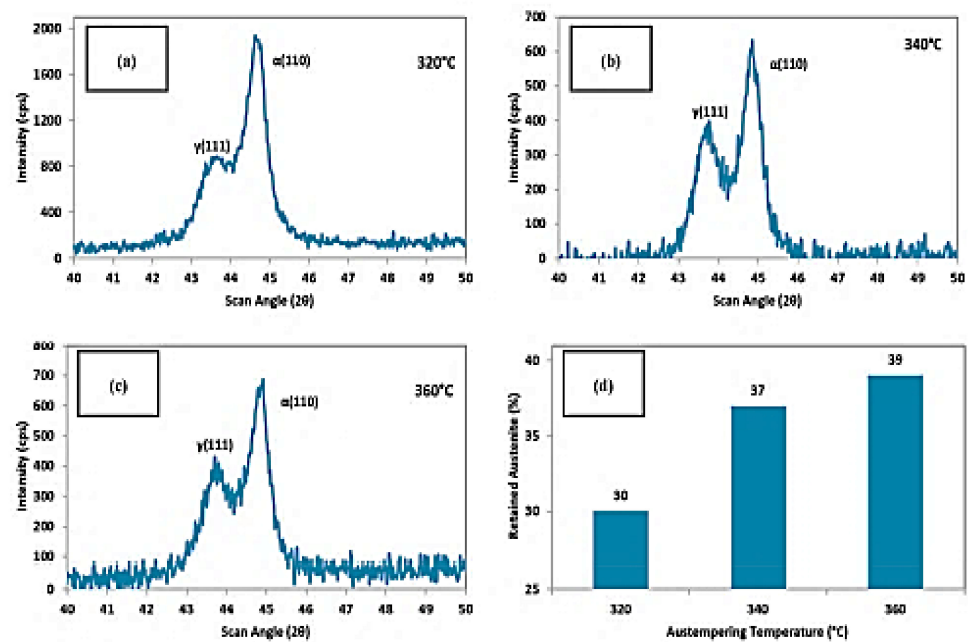 (a)
320°C
2000
1600
1200
800
400
0
α(110)
γ(111)
Intensity (cps)
40 41 42 43 44 45 46 47 48 49 50
Scan Angle (2θ)
(b)
340°C
700
600
500
400
300
200
100
0
α(110)
γ(111)
Intensity (cps)
40 41 42 43 44 45 46 47 48 49 50
Scan Angle (2θ)
(c)
360°C
800
700
600
500
400
300
200
100
0
α(110)
γ(111)
Intensity (cps)
40 41 42 43 44 45 46 47 48 49 50
Scan Angle (2θ)
(d)
40
35
30
25
30
37
39
Retained Austenite (%)
320 340 360
Austempering Temperature (°C)